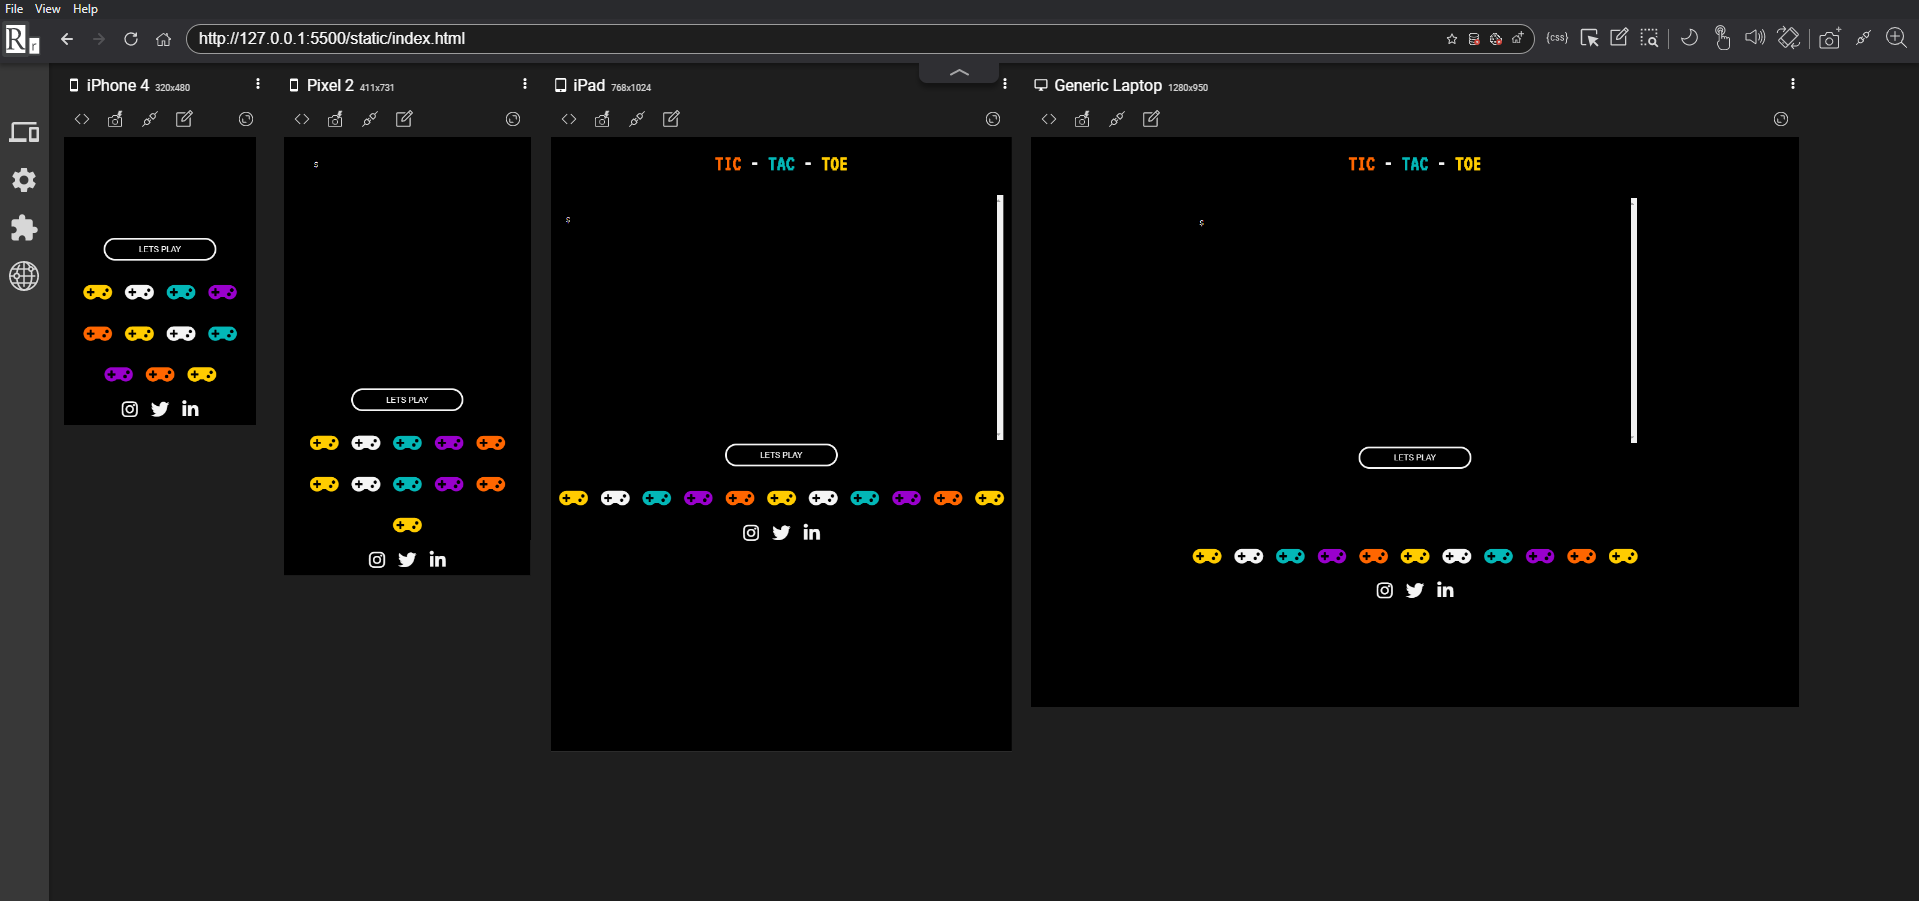 File View Help
Rr
http://127.0.0.1:5500/static/index.html
{css}
iPhone 4 320x480
Pixel 2 411x731
iPad 768x1024
Generic Laptop 1280x950
LETS PLAY
s
LETS PLAY
TIC - TAC - TOE
s
LETS PLAY
TIC - TAC - TOE
s
LETS PLAY